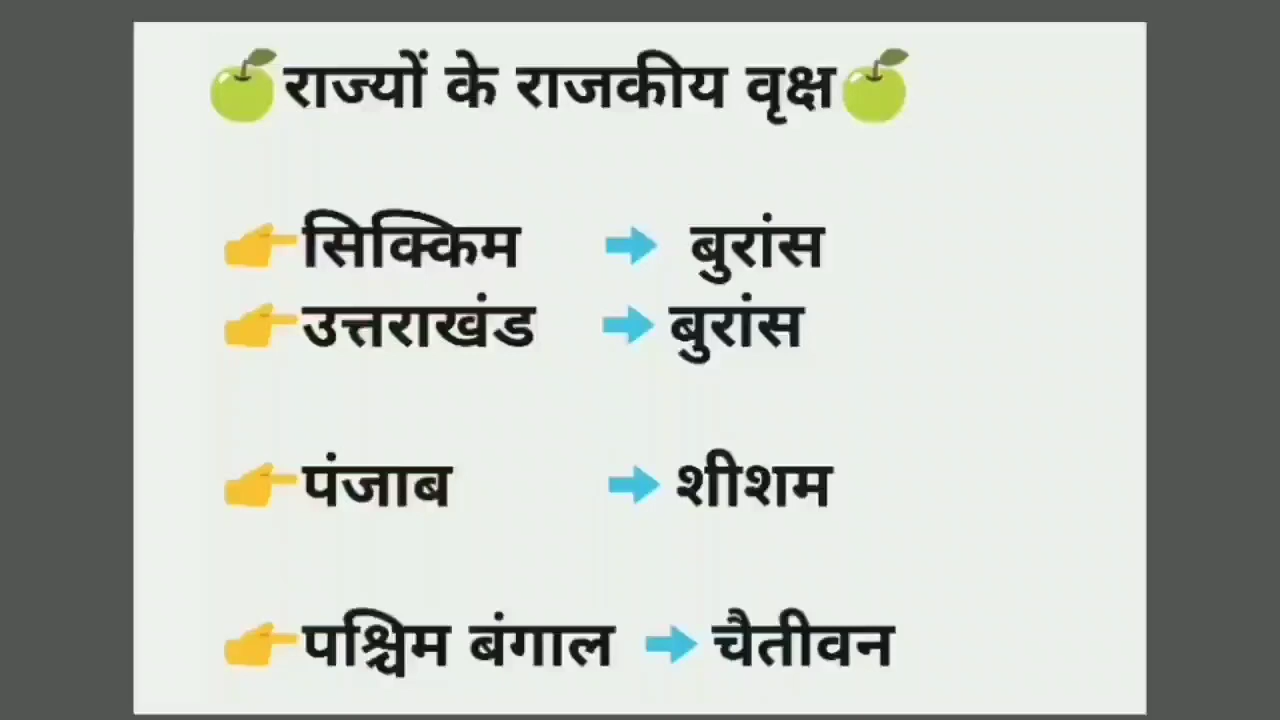 🍏राज्यों के राजकीय वृक्ष🍏
👉सिक्किम ➡ बुरांस
👉उत्तराखंड ➡ बुरांस
👉पंजाब ➡ शीशम
👉पश्चिम बंगाल ➡ चैतीवन